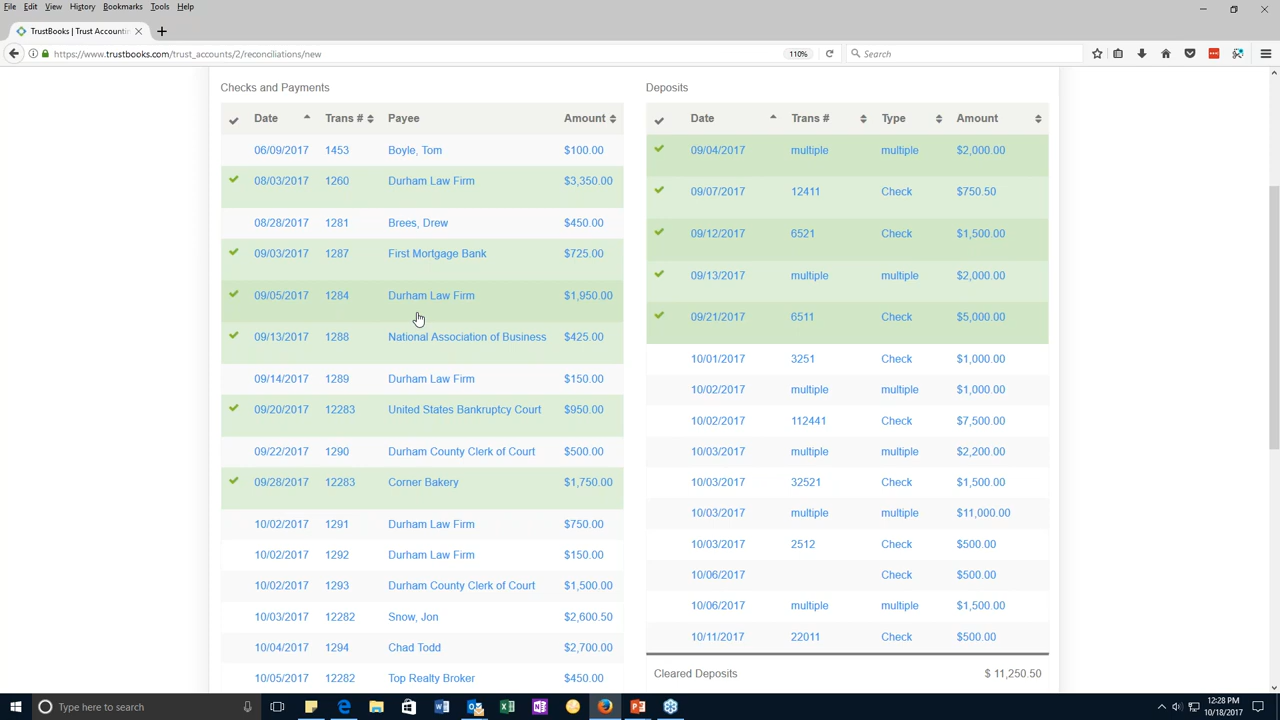 File Edit View History Bookmarks Tools Help
TrustBooks | Trust Accountin
https://www.trustbooks.com/trust_accounts/2/reconciliations/new 110% Search
Checks and Payments
Date Trans # Payee Amount
06/09/2017 1453 Boyle, Tom $100.00
08/03/2017 1260 Durham Law Firm $3,350.00
08/28/2017 1281 Brees, Drew $450.00
09/03/2017 1287 First Mortgage Bank $725.00
09/05/2017 1284 Durham Law Firm $1,950.00
09/13/2017 1288 National Association of Business $425.00
09/14/2017 1289 Durham Law Firm $150.00
09/20/2017 12283 United States Bankruptcy Court $950.00
09/22/2017 1290 Durham County Clerk of Court $500.00
09/28/2017 12283 Corner Bakery $1,750.00
10/02/2017 1291 Durham Law Firm $750.00
10/02/2017 1292 Durham Law Firm $150.00
10/02/2017 1293 Durham County Clerk of Court $1,500.00
10/03/2017 12282 Snow, Jon $2,600.50
10/04/2017 1294 Chad Todd $2,700.00
10/05/2017 12282 Top Realty Broker $450.00
Deposits
Date Trans # Type Amount
09/04/2017 multiple multiple $2,000.00
09/07/2017 12411 Check $750.50
09/12/2017 6521 Check $1,500.00
09/13/2017 multiple multiple $2,000.00
09/21/2017 6511 Check $5,000.00
10/01/2017 3251 Check $1,000.00
10/02/2017 multiple multiple $1,000.00
10/02/2017 112441 Check $7,500.00
10/03/2017 multiple multiple $2,200.00
10/03/2017 32521 Check $1,500.00
10/03/2017 multiple multiple $11,000.00
10/03/2017 2512 Check $500.00
10/06/2017 Check $500.00
10/06/2017 multiple multiple $1,500.00
10/11/2017 22011 Check $500.00
Cleared Deposits $ 11,250.50
Type here to search
12:28 PM
10/18/2017